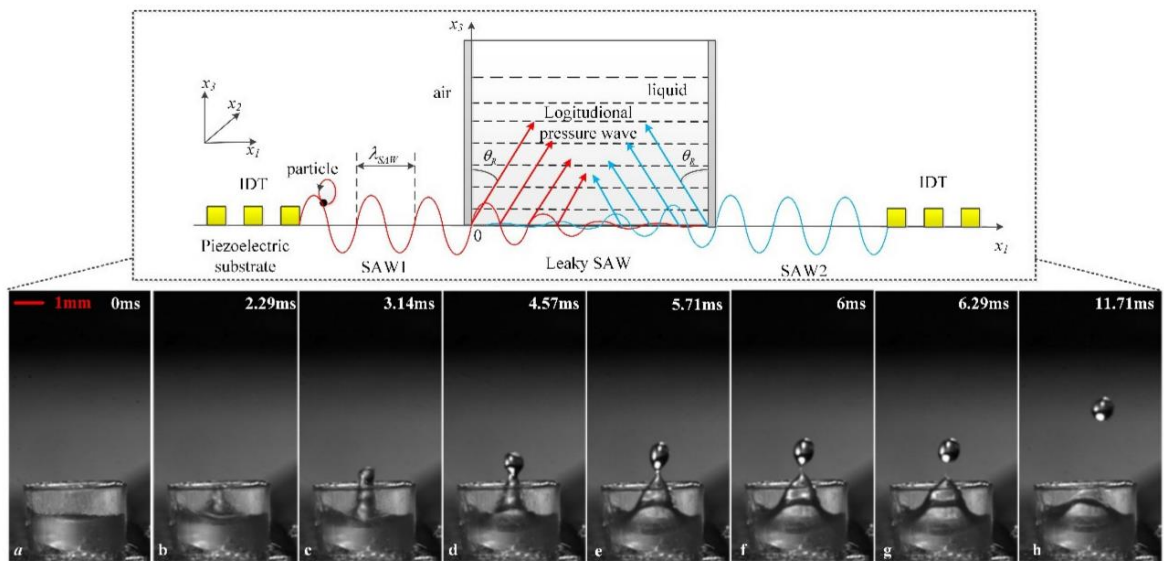 x3
air
liquid
x3
x2
x1
Logitudional
pressure wave
θR
θR
λSAW
particle
IDT
IDT
0
x1
Piezoelectric
substrate
SAW1
Leaky SAW
SAW2
1mm 0ms
2.29ms
3.14ms
4.57ms
5.71ms
6ms
6.29ms
11.71ms
a
b
c
d
e
f
g
h